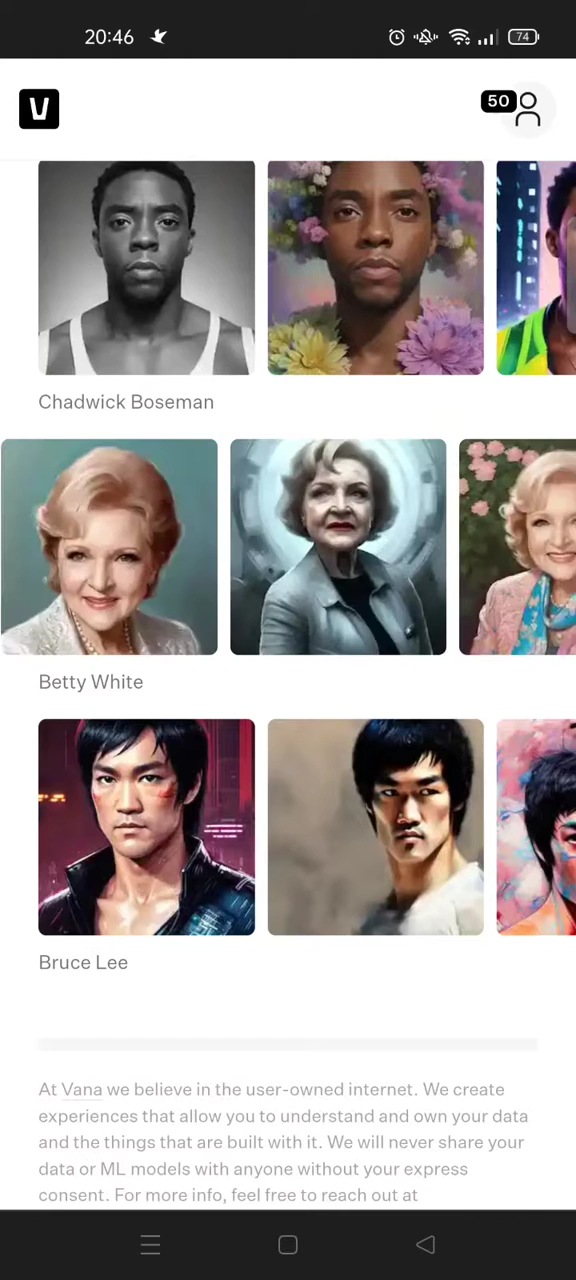 20:46
74
V
50
Chadwick Boseman
Betty White
Bruce Lee
At Vana we believe in the user-owned internet. We create
experiences that allow you to understand and own your data
and the things that are built with it. We will never share your
data or ML models with anyone without your express
consent. For more info, feel free to reach out at